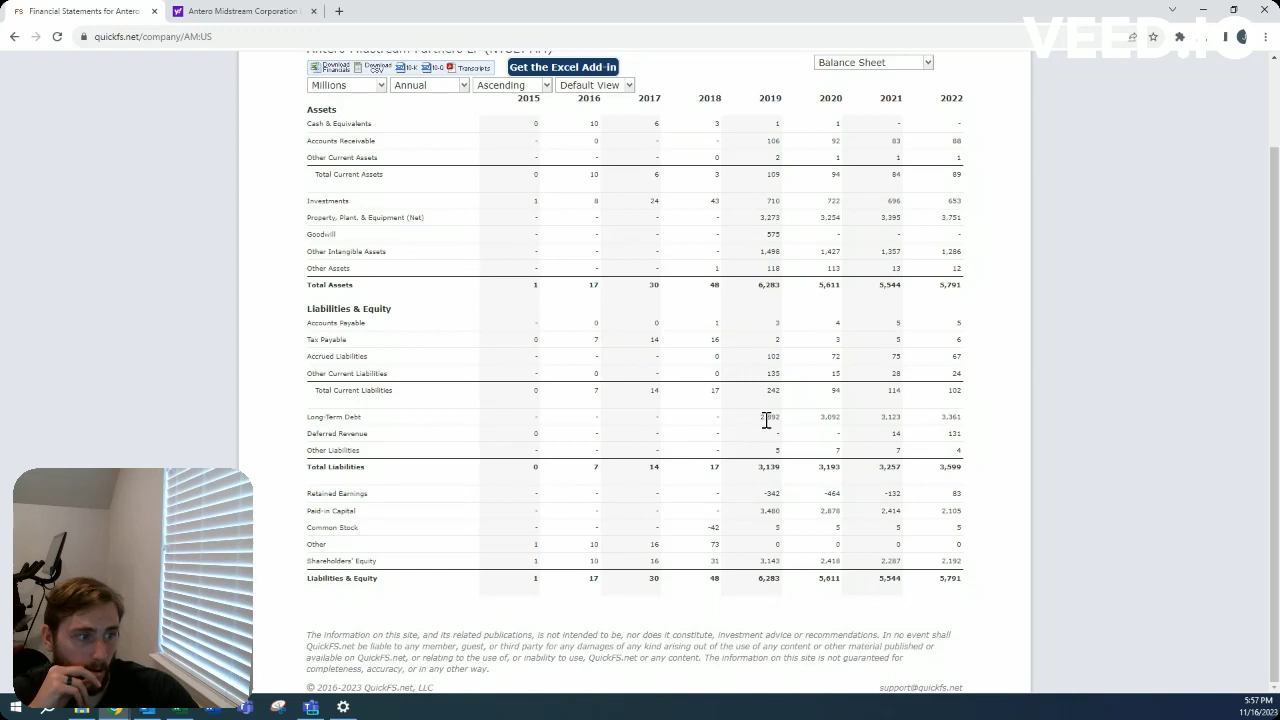 Financial Statements for Antero
Antero Midstream Corporation
VEED.IO
quickfs.com/company/AM:US
Download Financials Download CSV 10-K 10-Q Transcripts Get the Excel Add-in Balance Sheet
Millions Annual Ascending Default View
2015 2016 2017 2018 2019 2020 2021 2022
Assets
Cash & Equivalents 0 10 6 3 1 1 - -
Accounts Receivable - 0 - - 106 92 83 88
Other Current Assets - - - 0 2 1 1 1
Total Current Assets 0 10 6 3 109 94 84 89
Investments 1 8 24 43 710 722 696 653
Property, Plant, & Equipment (Net) - - - - 3,273 3,254 3,395 3,751
Goodwill - - - - 575 - - -
Other Intangible Assets - - - - 1,498 1,427 1,357 1,286
Other Assets - - - 1 118 113 13 12
Total Assets 1 17 30 48 6,283 5,611 5,544 5,791
Liabilities & Equity
Accounts Payable - 0 0 1 3 4 5 5
Tax Payable 0 7 14 16 2 3 5 6
Accrued Liabilities - - - 0 102 72 75 67
Other Current Liabilities - 0 - 0 135 15 28 24
Total Current Liabilities 0 7 14 17 242 94 114 102
Long-Term Debt - - - - 3,092 3,123 3,361
Deferred Revenue 0 - - - - - 14 131
Other Liabilities - - - - 5 7 7 4
Total Liabilities 0 7 14 17 3,139 3,193 3,257 3,599
Retained Earnings - - - - -342 -464 -132 83
Paid-in Capital - - - - 3,480 2,878 2,414 2,105
Common Stock - - - -42 5 5 5 5
Other 1 10 16 73 0 0 0 0
Shareholders' Equity 1 10 16 31 3,143 2,418 2,287 2,192
Liabilities & Equity 1 17 30 48 6,283 5,611 5,544 5,791
The information on this site, and its related publications, is not intended to be, nor does it constitute, investment advice or recommendations. In no event shall
QuickFS.net be liable to any member, guest, or third party for any damages of any kind arising out of the use of any content or other material published or
available on QuickFS.net, or relating to the use of, or inability to use, QuickFS.net or any content. The information on this site is not guaranteed for
completeness, accuracy, or in any other way.
© 2016-2023 QuickFS.net, LLC support@quickfs.net
5:57 PM
11/16/2023